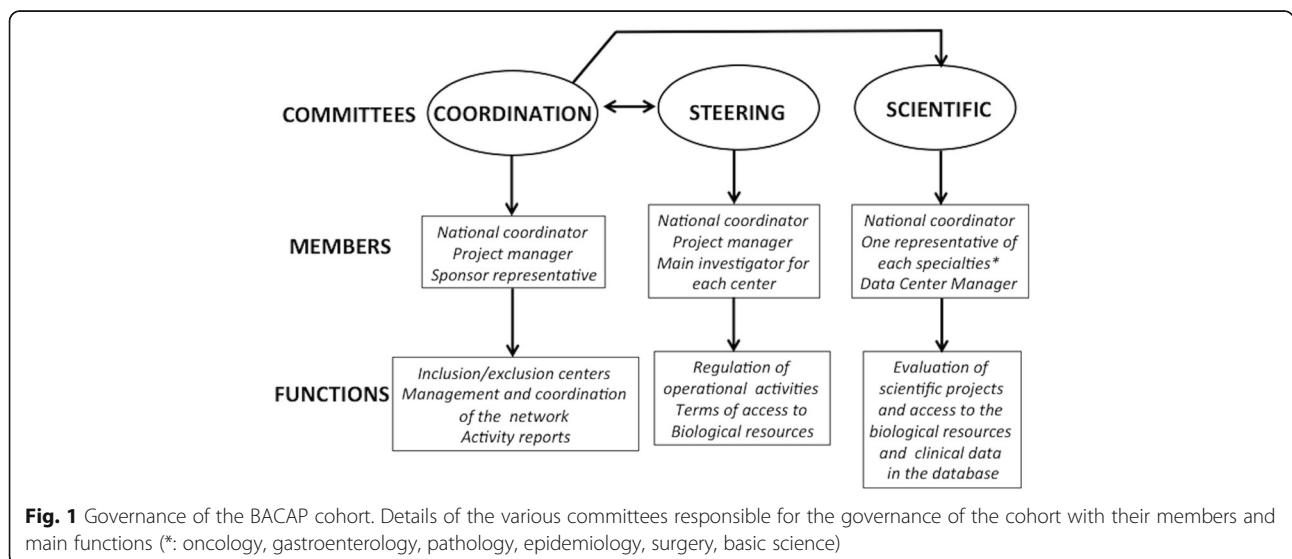 COMMITTEES
COORDINATION
STEERING
SCIENTIFIC
MEMBERS
National coordinator
Project manager
Sponsor representative
National coordinator
Project manager
Main investigator for
each center
National coordinator
One representative of
each specialties*
Data Center Manager
FUNCTIONS
Inclusion/exclusion centers
Management and coordination
of the network
Activity reports
Regulation of
operational activities
Terms of access to
Biological resources
Evaluation of
scientific projects
and access to the
biological resources
and clinical data
in the database
Fig. 1 Governance of the BACAP cohort. Details of the various committees responsible for the governance of the cohort with their members and
main functions (*: oncology, gastroenterology, pathology, epidemiology, surgery, basic science)